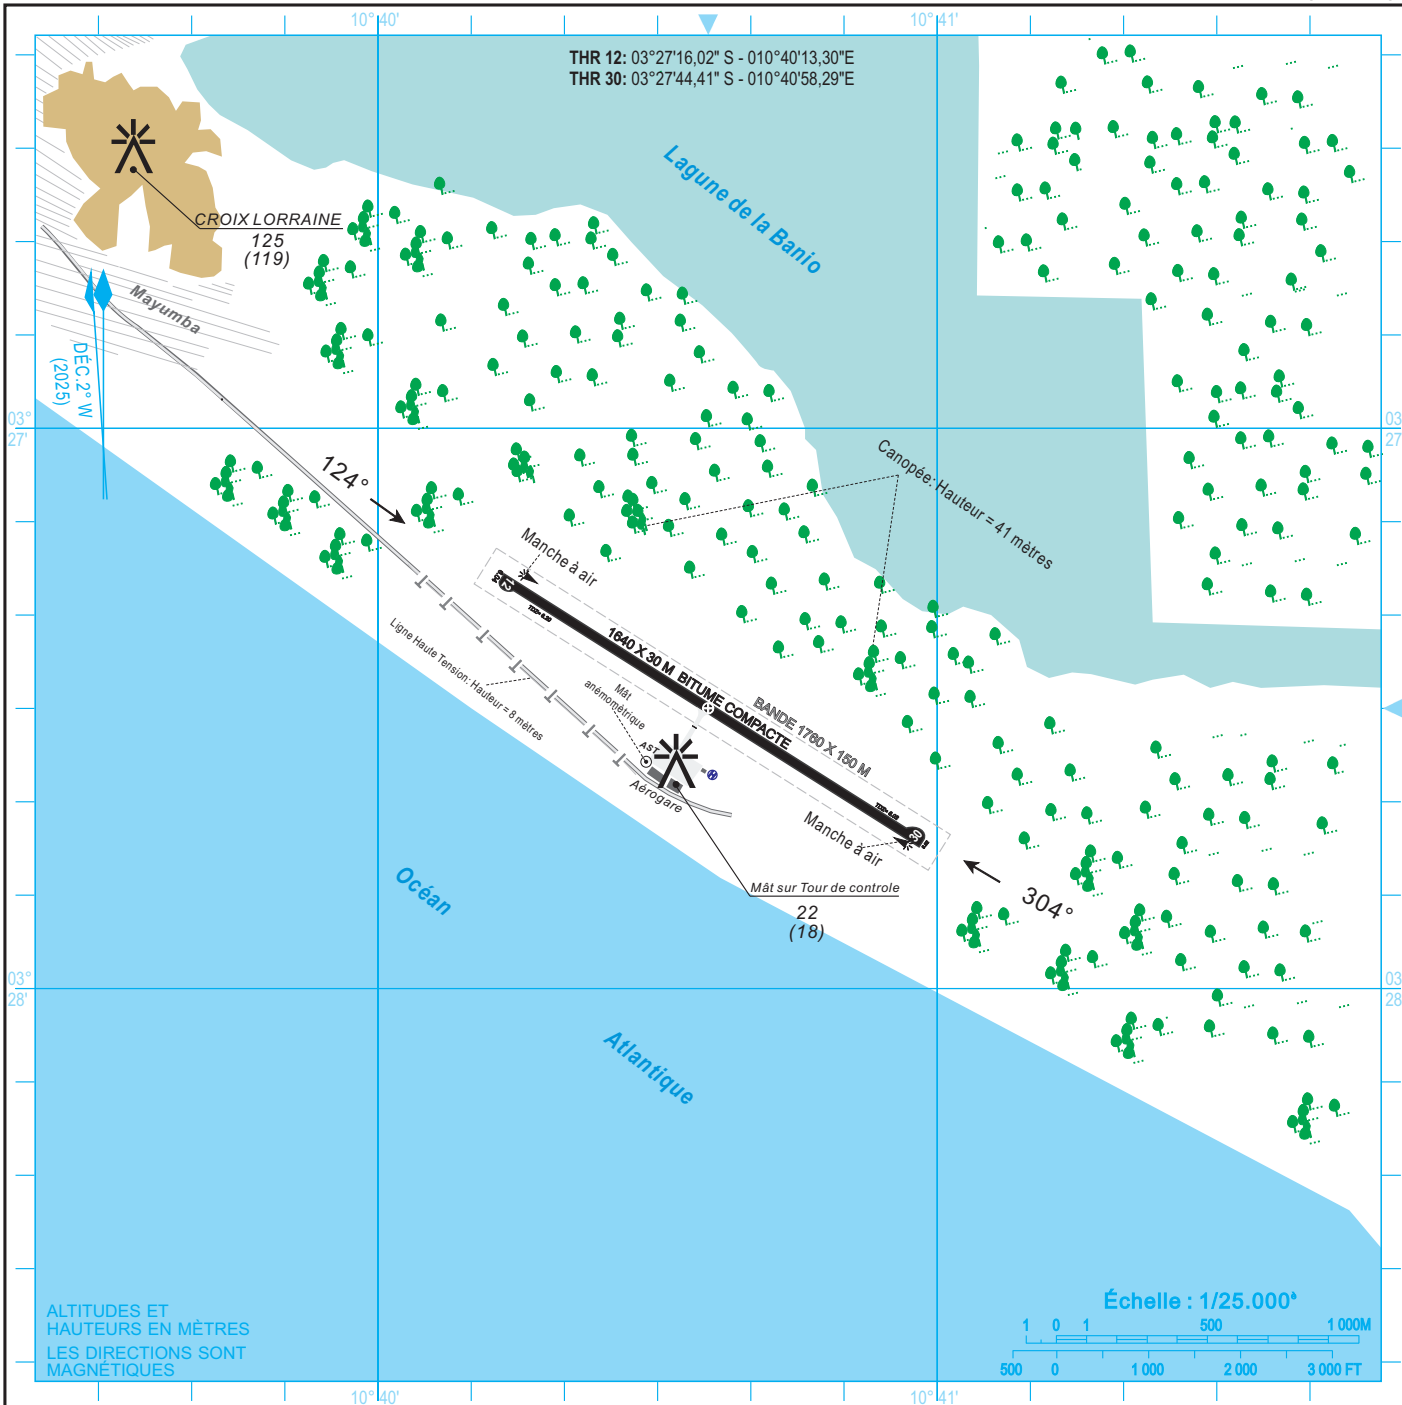 10°40'
10°41'
THR 12: 03°27'16,02" S - 010°40'13,30"E
THR 30: 03°27'44,41" S - 010°40'58,29"E
Lagune de la Banio
CROIX LORRAINE
125
(119)
Mayumba
DÉC.2° W
(2025)
03°
27'
03
27
124°
Canopée: Hauteur = 41 mètres
Manche à air
12
Ligne Haute Tension: Hauteur = 8 mètres
1640 X 30 M BITUME COMPACTE
BANDE 1760 X 150 M
Mât
anémométrique
AST
H
Aérogare
Manche à air
30
Mât sur Tour de controle
22
(18)
304°
Océan
Atlantique
03°
28'
03
28
ALTITUDES ET
HAUTEURS EN MÈTRES
LES DIRECTIONS SONT
MAGNÉTIQUES
Échelle : 1/25.000
1 0 1 500 1 000M
500 0 1 000 2 000 3 000 FT
10°40'
10°41'